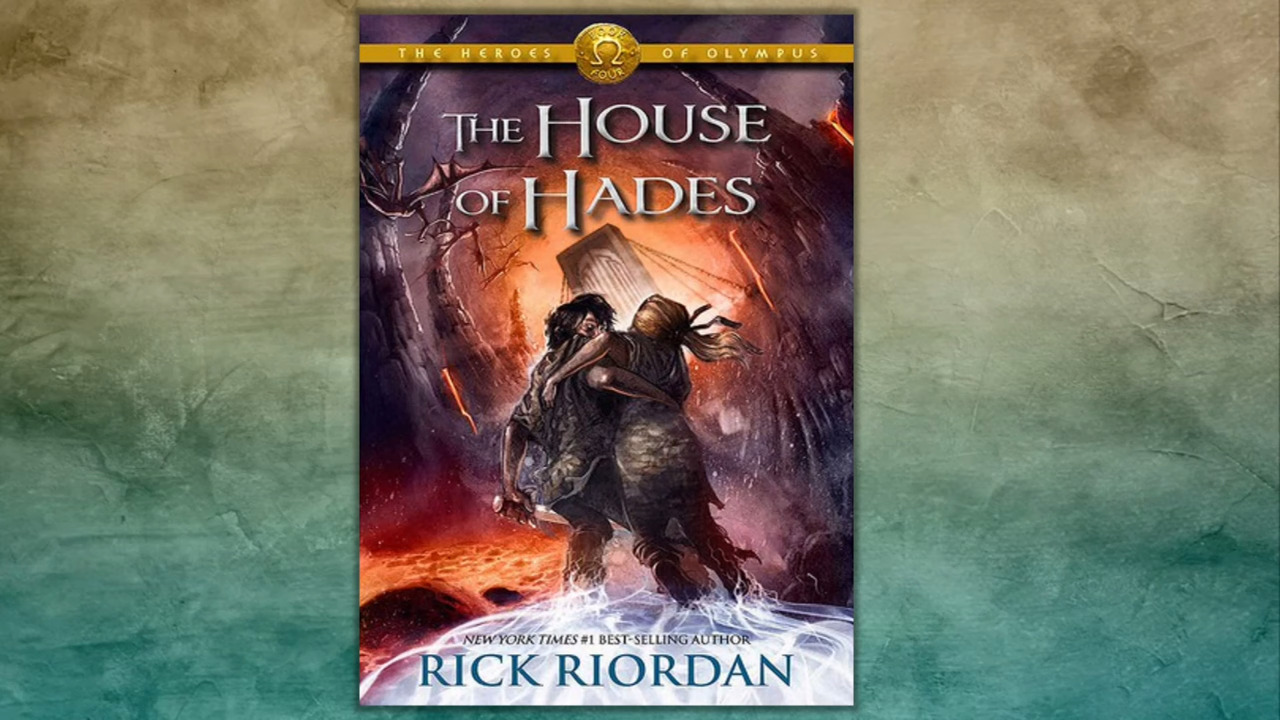 THE HEROES OF OLYMPUS
BOOK
FOUR
THE HOUSE
OF HADES
NEW YORK TIMES #1 BEST-SELLING AUTHOR
RICK RIORDAN